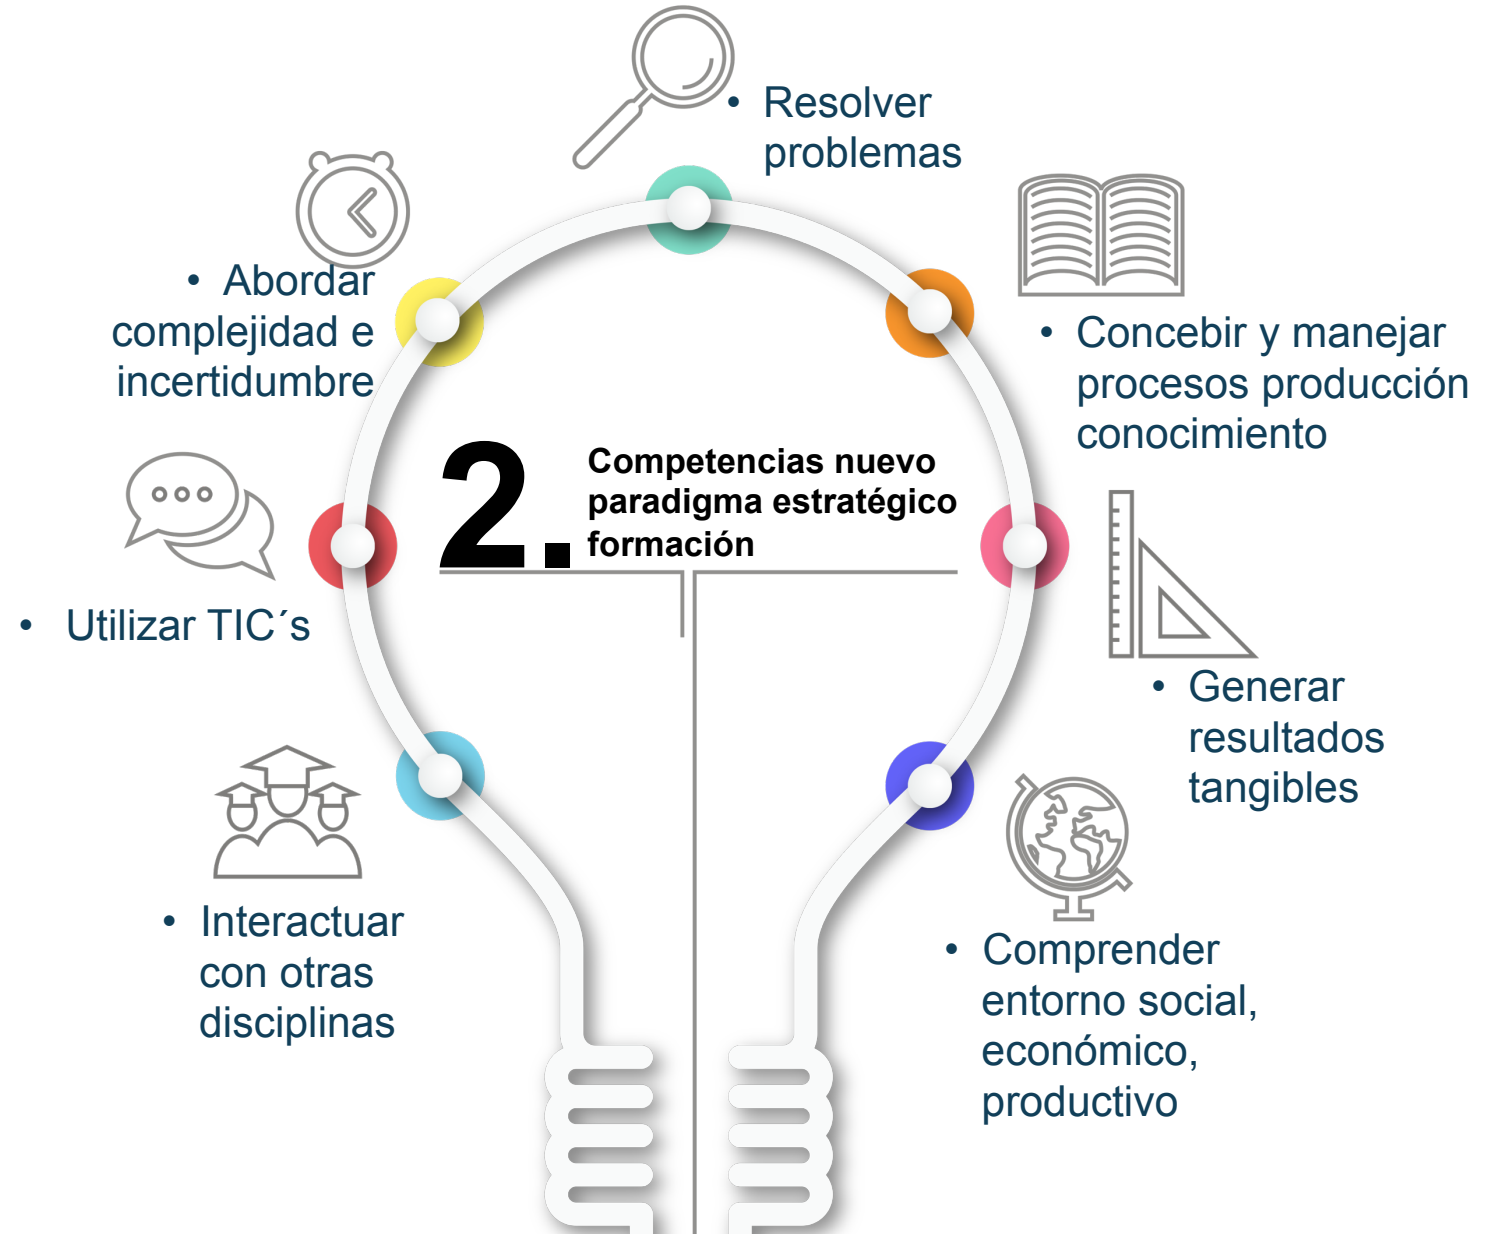 • Resolver
problemas
• Abordar
complejidad e
incertidumbre
• Concebir y manejar
procesos producción
conocimiento
2. Competencias nuevo
paradigma estratégico
formación
• Utilizar TIC´s
• Generar
resultados
tangibles
• Interactuar
con otras
disciplinas
• Comprender
entorno social,
económico,
productivo